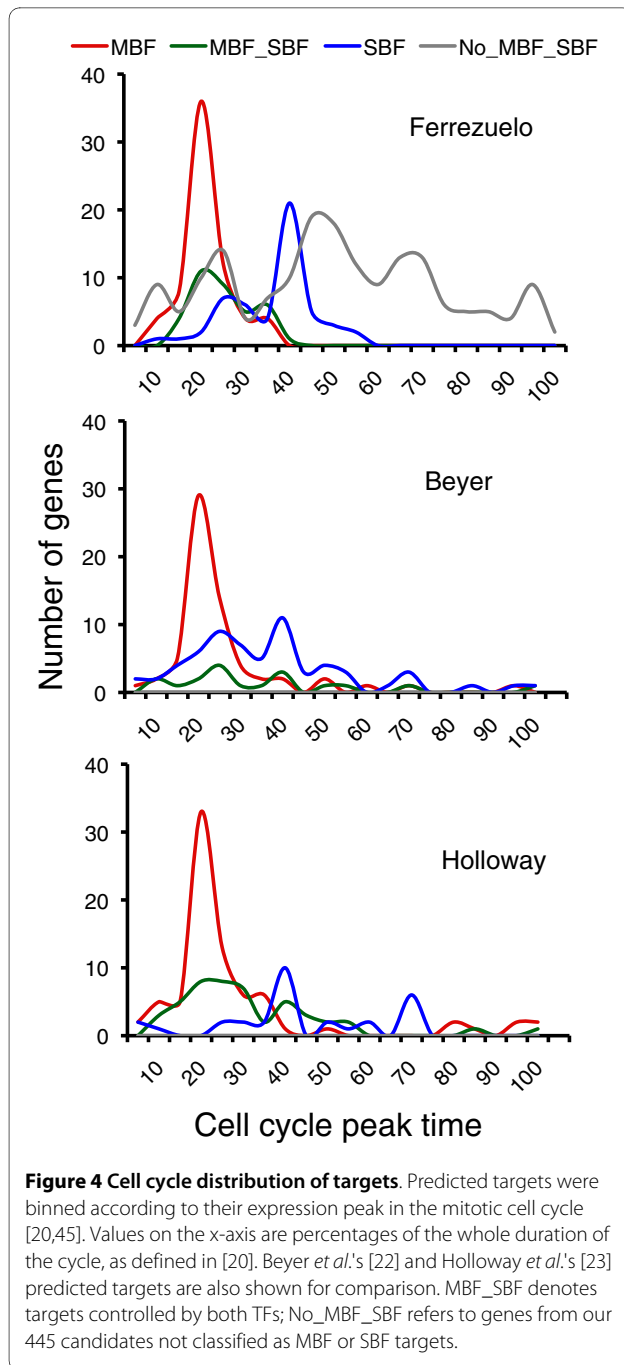 MBF MBF_SBF SBF No_MBF_SBF
40
30
20
10
0
Ferrezuelo
10 20 30 40 50 60 70 80 90 100
Number of genes
40
30
20
10
0
Beyer
10 20 30 40 50 60 70 80 90 100
40
30
20
10
0
Holloway
10 20 30 40 50 60 70 80 90 100
Cell cycle peak time
Figure 4 Cell cycle distribution of targets. Predicted targets were
binned according to their expression peak in the mitotic cell cycle
[20,45]. Values on the x-axis are percentages of the whole duration of
the cycle, as defined in [20]. Beyer et al.'s [22] and Holloway et al.'s [23]
predicted targets are also shown for comparison. MBF_SBF denotes
targets controlled by both TFs; No_MBF_SBF refers to genes from our
445 candidates not classified as MBF or SBF targets.